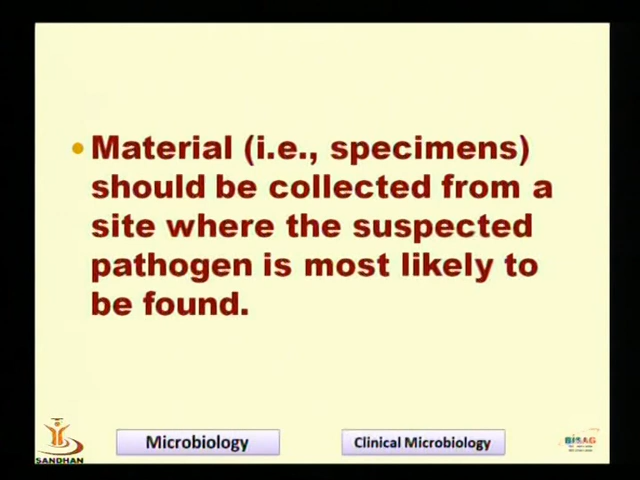 Material (i.e., specimens)
should be collected from a
site where the suspected
pathogen is most likely to
be found.
Microbiology
Clinical Microbiology
SANDHAN
BISAG